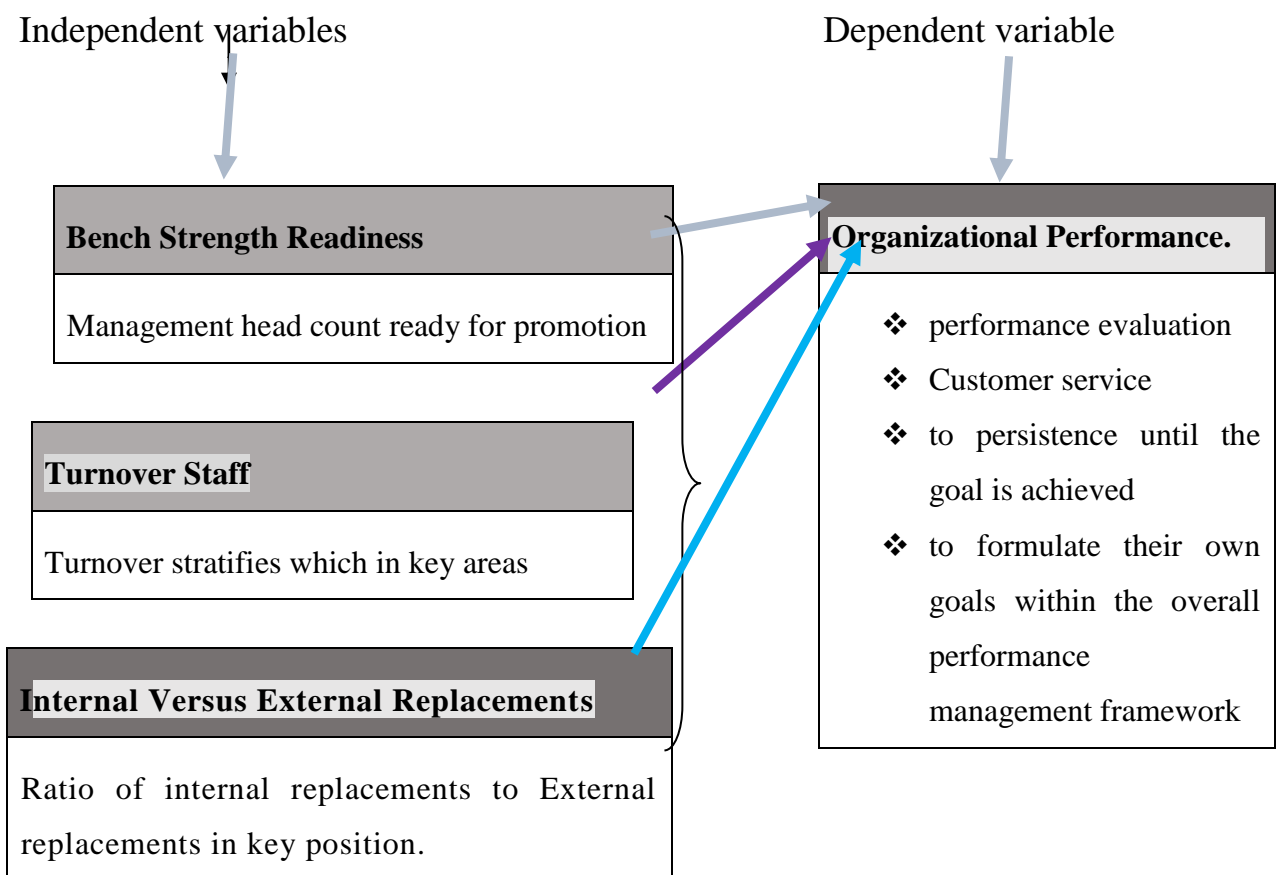 Independent variables
Dependent variable
Bench Strength Readiness
Management head count ready for promotion
Turnover Staff
Turnover stratifies which in key areas
Internal Versus External Replacements
Ratio of internal replacements to External
replacements in key position.
Organizational Performance.
❖ performance evaluation
❖ Customer service
❖ to persistence until the
goal is achieved
❖ to formulate their own
goals within the overall
performance
management framework